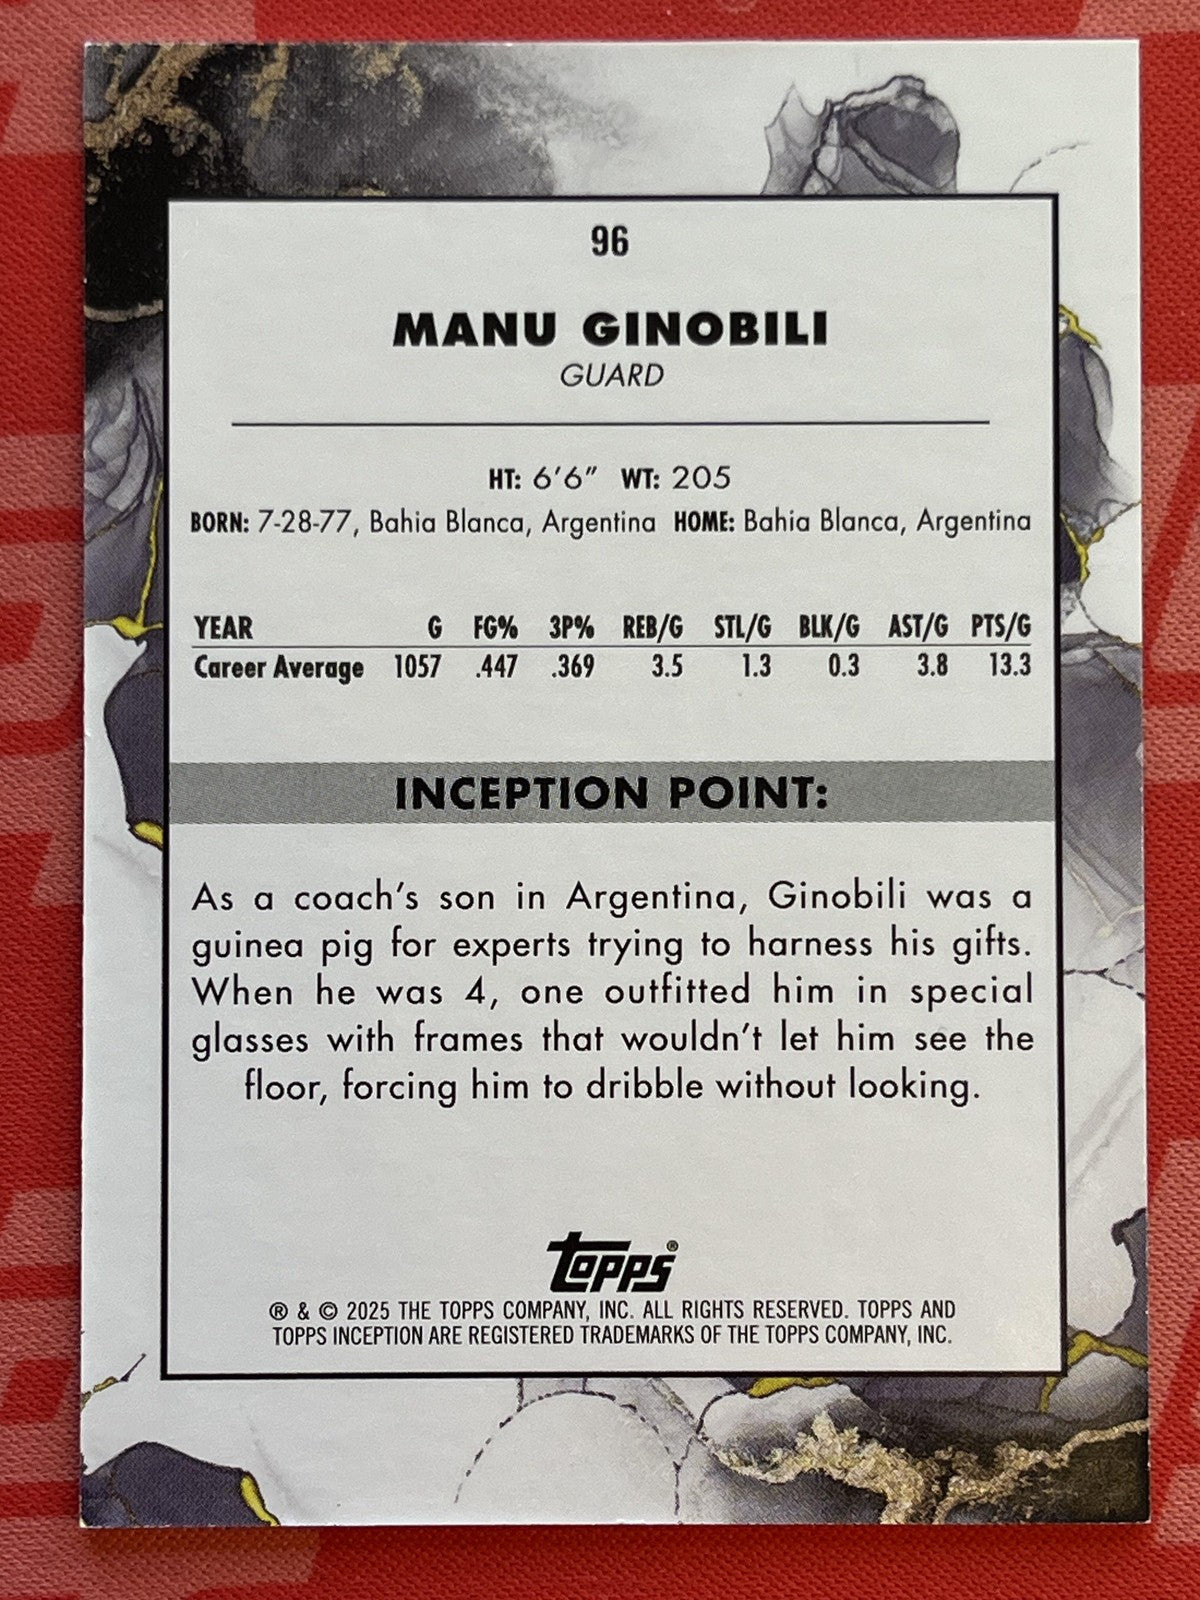 96
MANU GINOBILI
GUARD
HT: 6'6" WT: 205
BORN: 7-28-77, Bahia Blanca, Argentina HOME: Bahia Blanca, Argentina
YEAR G FG% 3P% REB/G STL/G BLK/G AST/G PTS/G
Career Average 1057 .447 .369 3.5 1.3 0.3 3.8 13.3
INCEPTION POINT:
As a coach's son in Argentina, Ginobili was a
guinea pig for experts trying to harness his gifts.
When he was 4, one outfitted him in special
glasses with frames that wouldn't let him see the
floor, forcing him to dribble without looking.
Topps®
® & © 2025 THE TOPPS COMPANY, INC. ALL RIGHTS RESERVED. TOPPS AND
TOPPS INCEPTION ARE REGISTERED TRADEMARKS OF THE TOPPS COMPANY, INC.